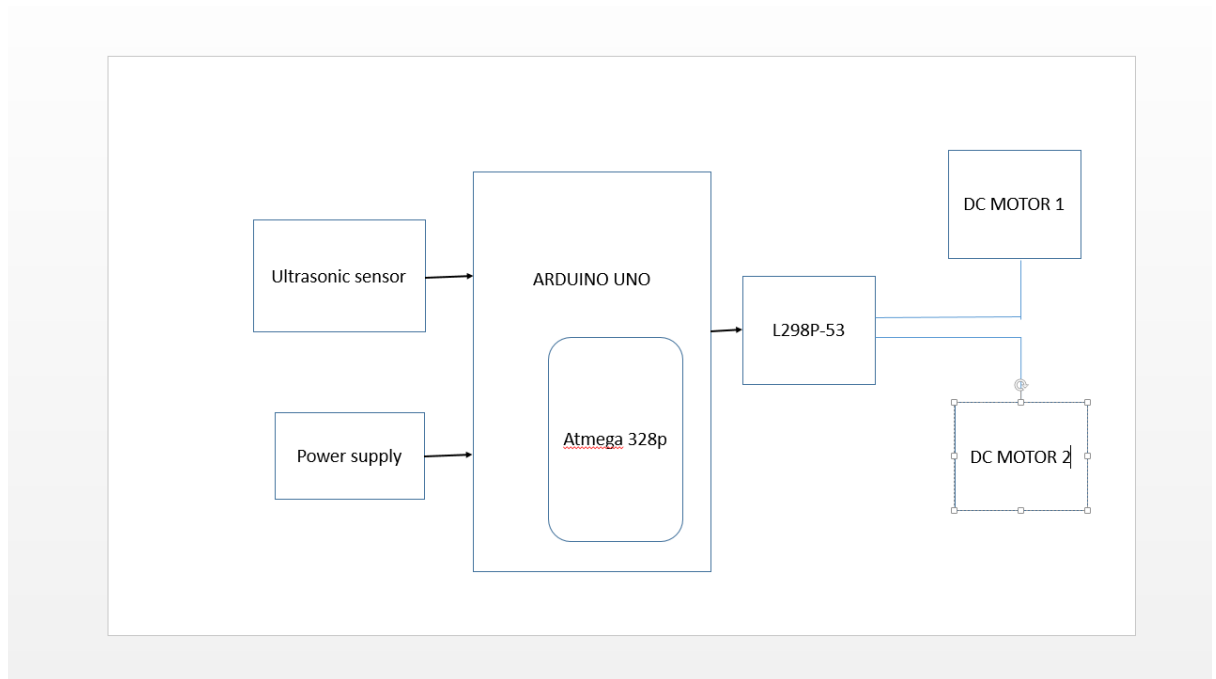 DC MOTOR 1
Ultrasonic sensor
ARDUINO UNO
L298P-53
Atmega 328p
Power supply
DC MOTOR 2